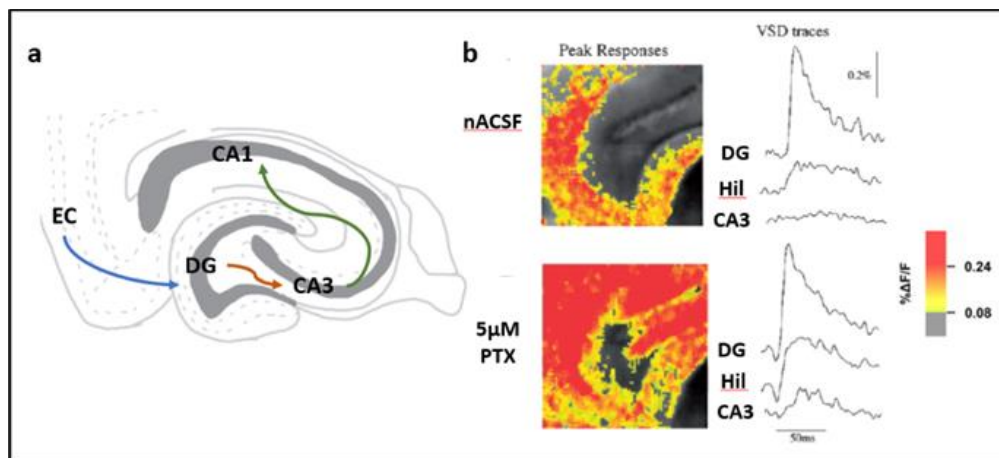 a
CA1
EC
DG
CA3
b
Peak Responses
VSD traces
nACSF
0.2%
DG
Hil
CA3
5µM
PTX
DG
Hil
CA3
50ms
%ΔF/F
0.24
0.08